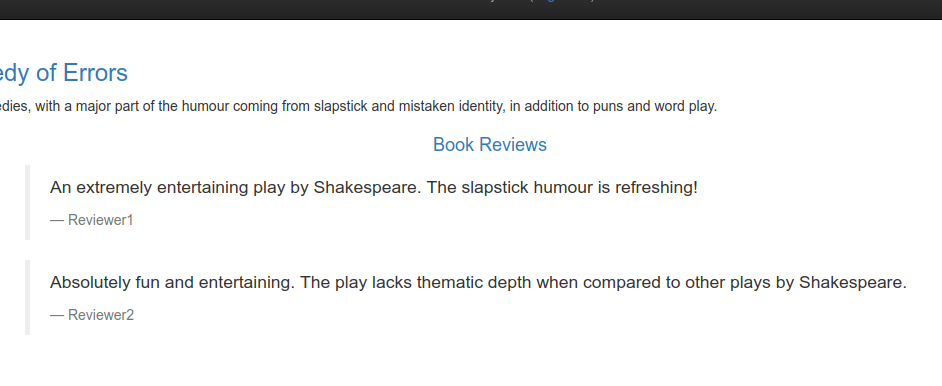 of Errors
with a major part of the humour coming from slapstick and mistaken identity, in addition to puns and word play.
Book Reviews
An extremely entertaining play by Shakespeare. The slapstick humour is refreshing!
— Reviewer1
Absolutely fun and entertaining. The play lacks thematic depth when compared to other plays by Shakespeare.
— Reviewer2